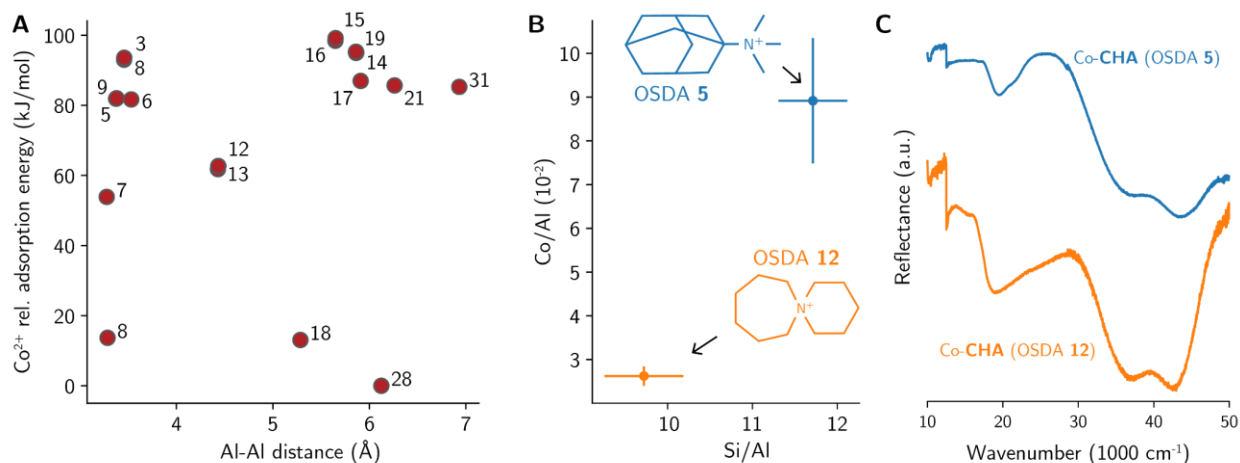 A
Co²⁺ rel. adsorption energy (kJ/mol)
100
80
60
40
20
0
4
5
6
7
Al-Al distance (Å)
3
8
9
5
6
7
8
12
13
15
16
19
14
17
21
31
18
28
B
Co/Al (10⁻²)
10
9
8
7
6
5
4
3
10
11
12
Si/Al
N⁺
OSDA 5
OSDA 12
N⁺
C
Reflectance (a.u.)
Co-CHA (OSDA 5)
Co-CHA (OSDA 12)
10
20
30
40
50
Wavenumber (1000 cm⁻¹)